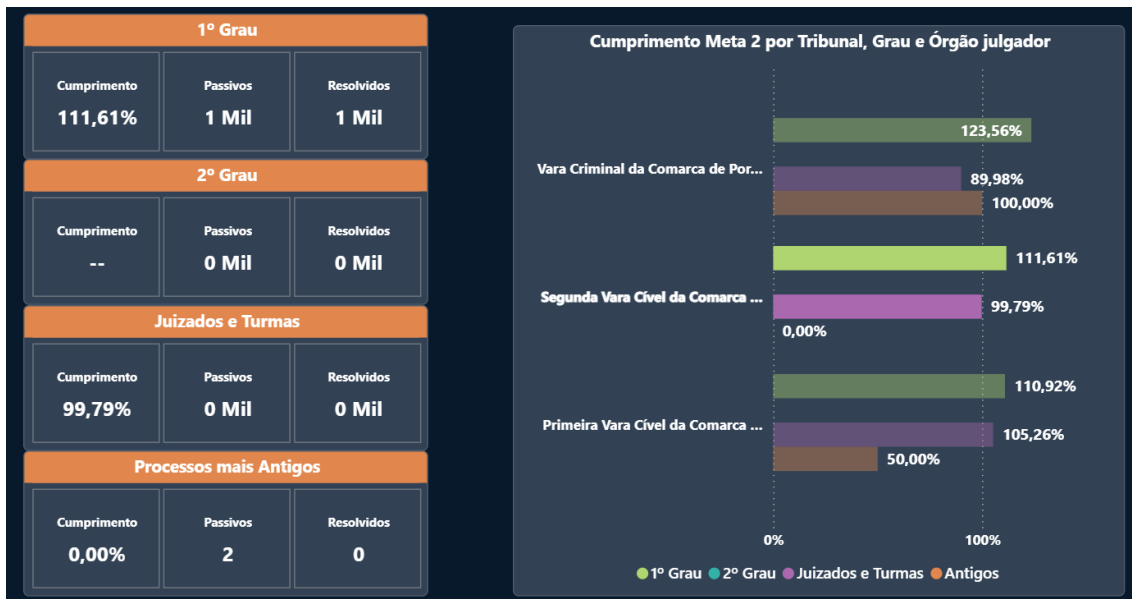 1º Grau
Cumprimento Passivos Resolvidos
111,61% 1 Mil 1 Mil
2º Grau
Cumprimento Passivos Resolvidos
-- 0 Mil 0 Mil
Juizados e Turmas
Cumprimento Passivos Resolvidos
99,79% 0 Mil 0 Mil
Processos mais Antigos
Cumprimento Passivos Resolvidos
0,00% 2 0
Cumprimento Meta 2 por Tribunal, Grau e Órgão julgador
123,56%
Vara Criminal da Comarca de Por...
89,98%
100,00%
111,61%
Segunda Vara Cível da Comarca ...
99,79%
0,00%
110,92%
Primeira Vara Cível da Comarca ...
105,26%
50,00%
0% 100%
1º Grau 2º Grau Juizados e Turmas Antigos